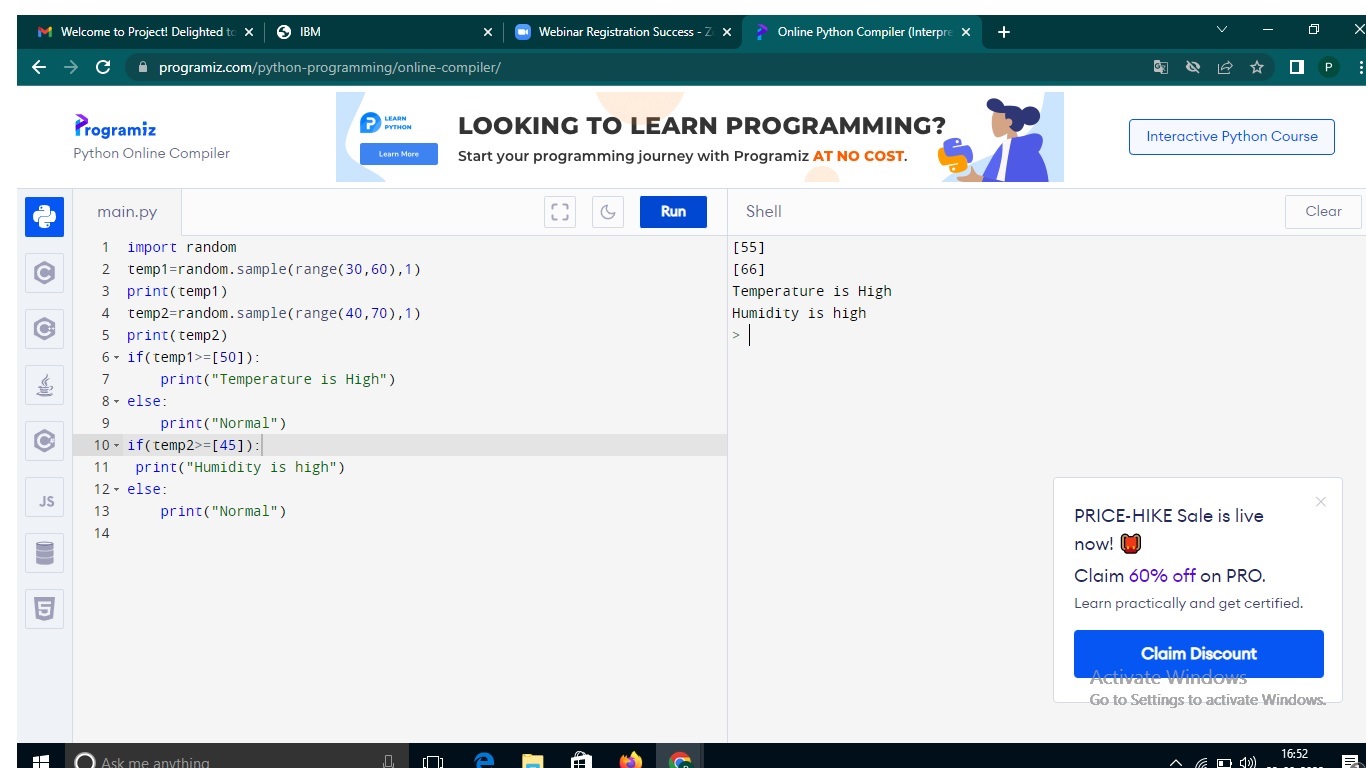 Welcome to Project! Delighted to
IBM
Webinar Registration Success - Z
Online Python Compiler (Interpre
programiz.com/python-programming/online-compiler/
P
Programiz
Python Online Compiler
LEARN
PYTHON
Learn More
LOOKING TO LEARN PROGRAMMING?
Start your programming journey with Programiz AT NO COST.
Interactive Python Course
main.py
Run
Shell
Clear
1 import random
2 temp1=random.sample(range(30,60),1)
3 print(temp1)
4 temp2=random.sample(range(40,70),1)
5 print(temp2)
6 if(temp1>=[50]):
7     print("Temperature is High")
8 else:
9     print("Normal")
10 if(temp2>=[45]):
11  print("Humidity is high")
12 else:
13     print("Normal")
14
JS
[55]
[66]
Temperature is High
Humidity is high
>
PRICE-HIKE Sale is live
now!
Claim 60% off on PRO.
Learn practically and get certified.
Claim Discount
Activate Windows
Go to Settings to activate Windows.
Ask me anything
16:52